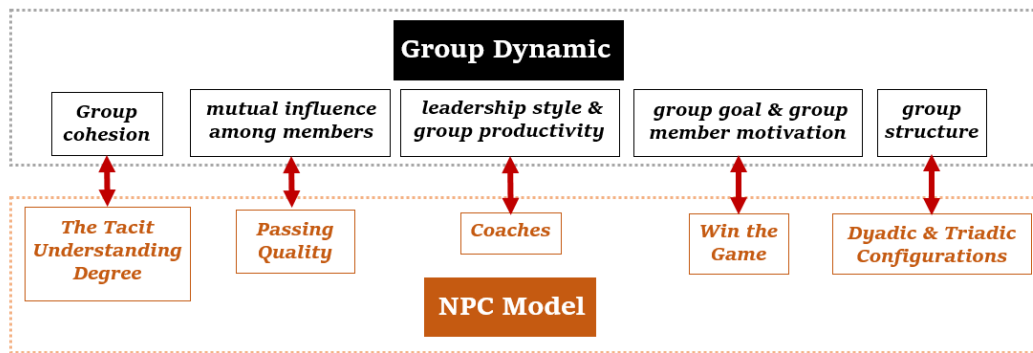 Group Dynamic
Group
cohesion
mutual influence
among members
leadership style &
group productivity
group goal & group
member motivation
group
structure
The Tacit
Understanding
Degree
Passing
Quality
Coaches
Win the
Game
Dyadic & Triadic
Configurations
NPC Model